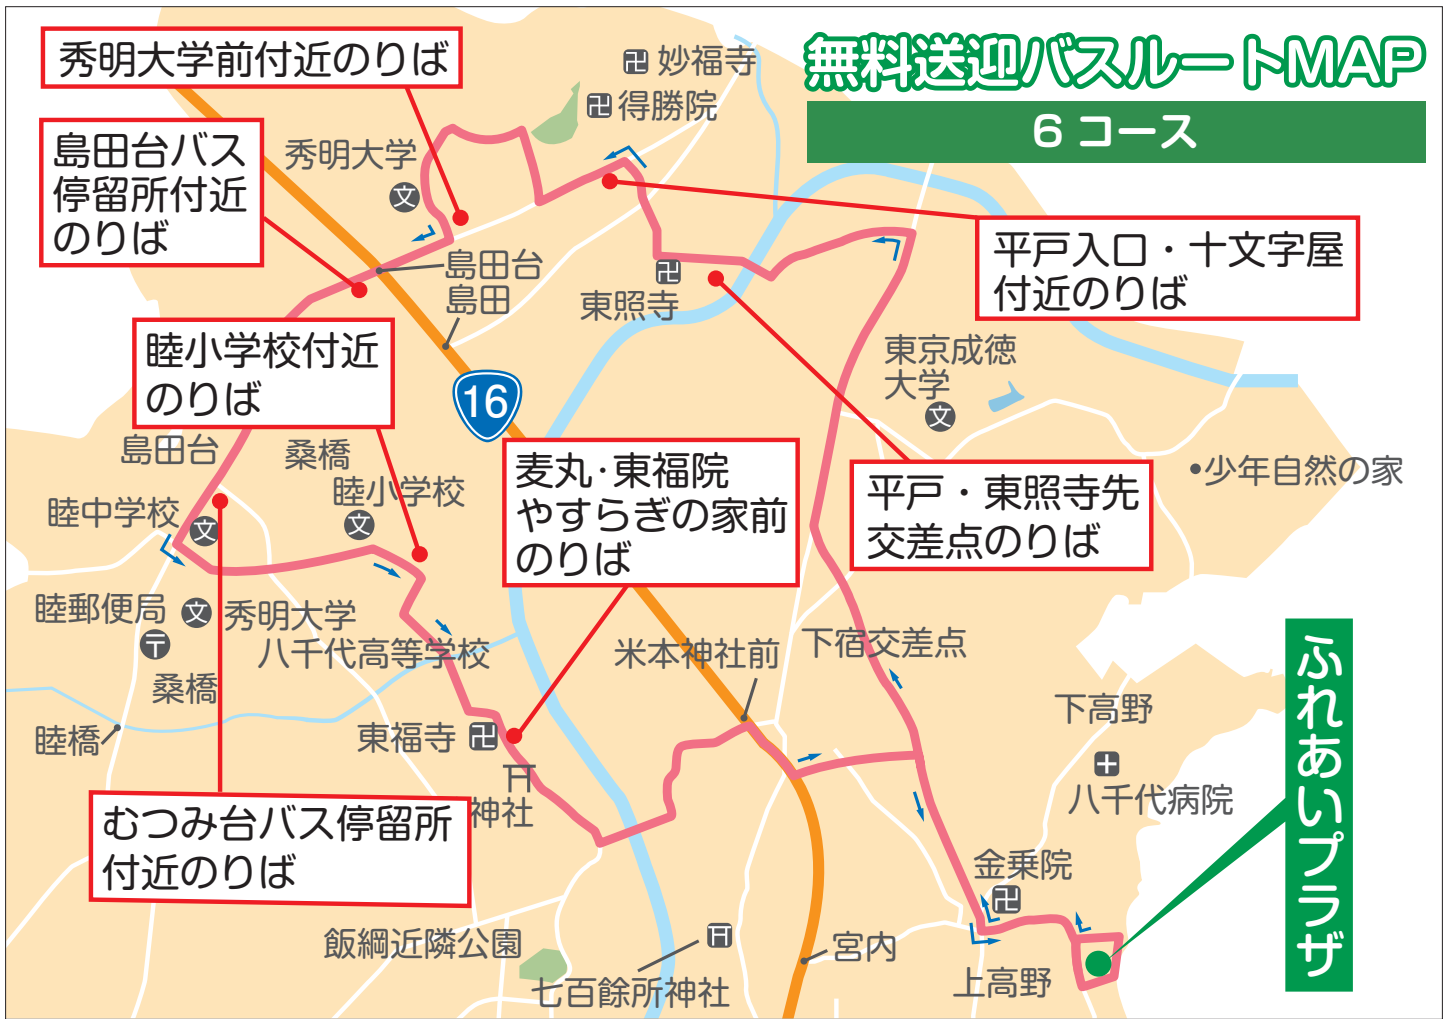 無料送迎バスルートMAP
6 コース
秀明大学前付近のりば
島田台バス
停留所付近
のりば
秀明大学
文
卍 妙福寺
卍 得勝院
平戸入口・十文字屋
付近のりば
島田台
島田
卍
東照寺
睦小学校付近
のりば
16
東京成徳
大学
文
島田台
桑橋
睦小学校
文
睦中学校
文
麦丸・東福院
やすらぎの家前
のりば
平戸・東照寺先
交差点のりば
少年自然の家
睦郵便局
〒
文
秀明大学
八千代高等学校
桑橋
睦橋
米本神社前
下宿交差点
下高野
八千代病院
ふれあいプラザ
東福寺 卍
神社
むつみ台バス停留所
付近のりば
金乗院
卍
飯綱近隣公園
七百餘所神社
宮内
上高野